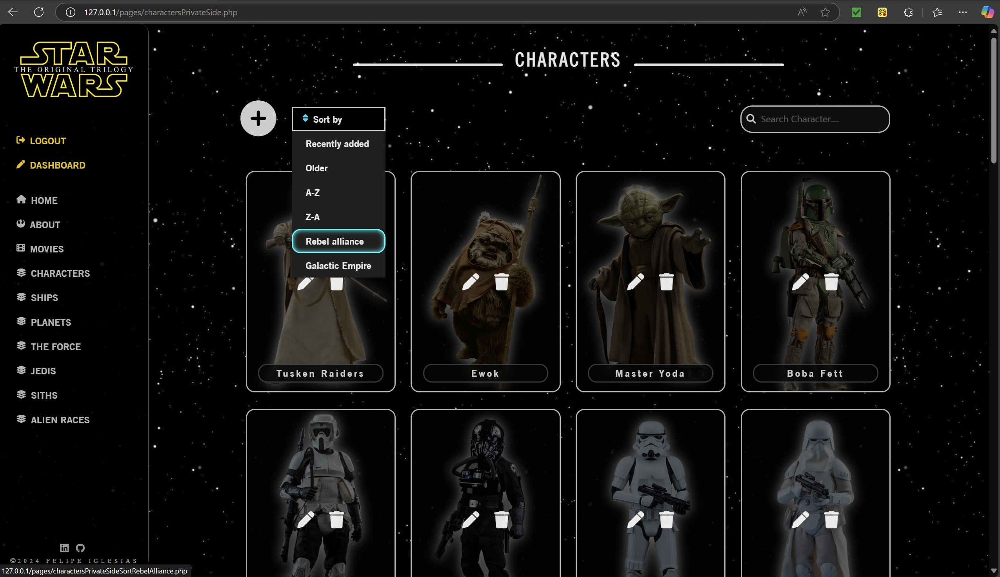 127.0.0.1/pages/charactersPrivateSide.php
STAR
THE ORIGINAL TRILOGY
WARS
LOGOUT
DASHBOARD
HOME
ABOUT
MOVIES
CHARACTERS
SHIPS
PLANETS
THE FORCE
JEDIS
SITHS
ALIEN RACES
©2024 FELIPE IGLESIAS
127.0.0.1/pages/charactersPrivateSideSortRebelAlliance.php
CHARACTERS
Sort by
Search Character....
Recently added
Older
A-Z
Z-A
Rebel alliance
Galactic Empire
Tusken Raiders
Ewok
Master Yoda
Boba Fett